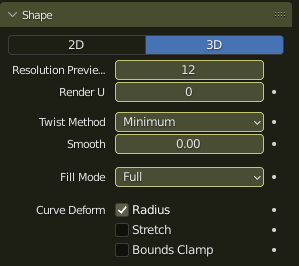 Shape
2D 3D
Resolution Previe... 12
Render U 0
Twist Method Minimum
Smooth 0.00
Fill Mode Full
Curve Deform Radius
Stretch
Bounds Clamp